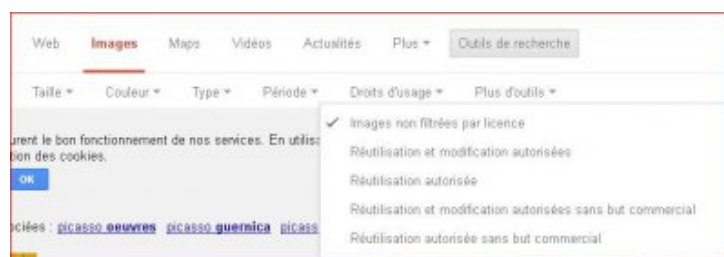 Web Images Maps Vidéos Actualités Plus Outils de recherche
Taille Couleur Type Période Droits d'usage Plus d'outils
Images non filtrées par licence
urent le bon fonctionnement de nos services. En utilis
Réutilisation et modification autorisées
tion des cookies.
OK
Réutilisation autorisée
Réutilisation et modification autorisées sans but commercial
ciées : picasso oeuvres picasso guernica picass
Réutilisation autorisée sans but commercial